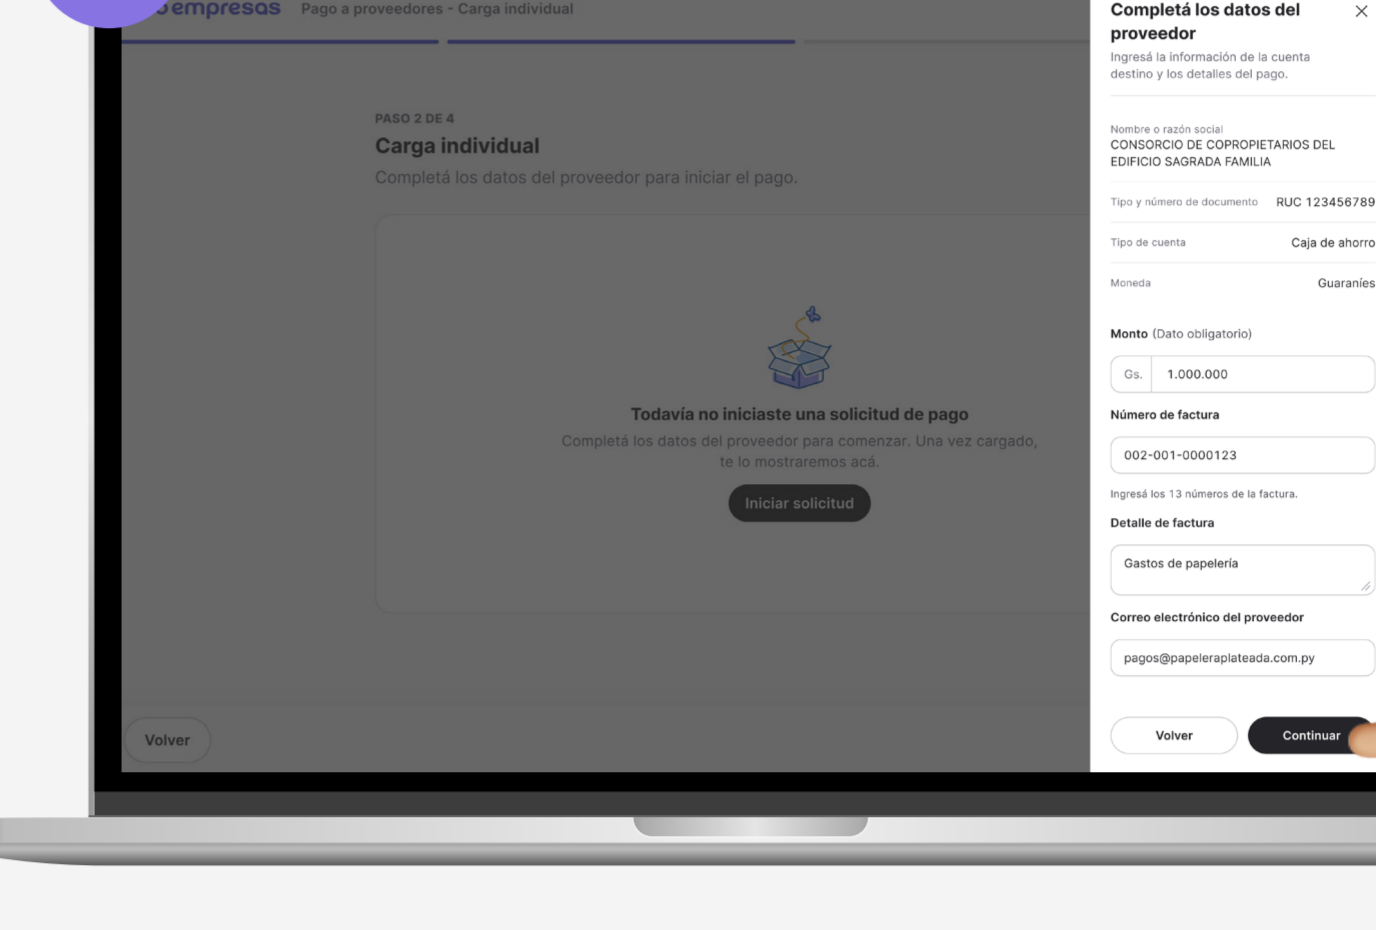 empresas
Pago a proveedores - Carga individual
PASO 2 DE 4
Carga individual
Completá los datos del proveedor para iniciar el pago.
Todavía no iniciaste una solicitud de pago
Completá los datos del proveedor para comenzar. Una vez cargado,
te lo mostraremos acá.
Iniciar solicitud
Volver
Completá los datos del
proveedor
Ingresá la información de la cuenta
destino y los detalles del pago.
Nombre o razón social
CONSORCIO DE COPROPIETARIOS DEL
EDIFICIO SAGRADA FAMILIA
Tipo y número de documento RUC 123456789
Tipo de cuenta Caja de ahorro
Moneda Guaraníes
Monto (Dato obligatorio)
Gs. 1.000.000
Número de factura
002-001-0000123
Ingresá los 13 números de la factura.
Detalle de factura
Gastos de papelería
Correo electrónico del proveedor
pagos@papeleraplateada.com.py
Volver Continuar